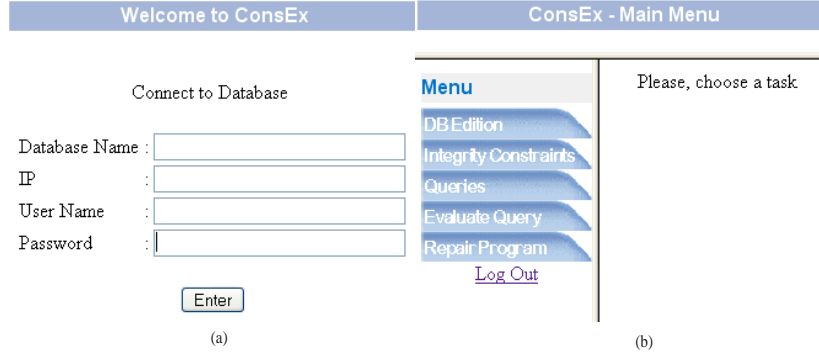 Welcome to ConsEx
Connect to Database
Database Name :
IP :
User Name :
Password :
Enter
(a)
ConsEx - Main Menu
Menu
DB Edition
Integrity Constraints
Queries
Evaluate Query
Repair Program
Log Out
Please, choose a task
(b)